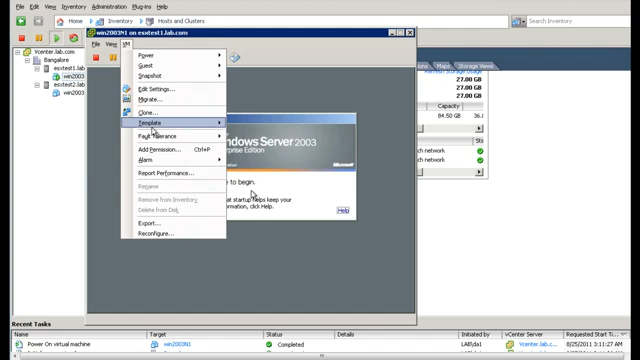 File Edit View Inventory Administration Plug-ins Help
Home Inventory Hosts and Clusters
Search Inventory
win2003N1 on esxtest1.lab.com
File View VM
Vcenter.lab.com
Bangalore
esxtest1.lab
win2003
esxtest2.lab
win2003
Power
Guest
Snapshot
Edit Settings...
Migrate...
Clone...
Template
Fault Tolerance
Add Permission... Ctrl+P
Alarm
Report Performance...
Rename
Remove from Inventory
Delete from Disk
Export...
Reconfigure...
Windows Server 2003
Enterprise Edition
Microsoft
to begin.
that startup helps keep your
information, click Help.
Help
Maps Storage Views
Refresh Storage Usage
27.00 GB
27.00 GB
27.00 GB
Capacity
84.50 GB
ch network
ch network
Recent Tasks
Name Target Status Details Initiated by vCenter Server Requested Start Ti...
Power On virtual machine win2003N1 Completed LAB\da1 Vcenter.lab.c... 8/25/2011 3:11:27 AM